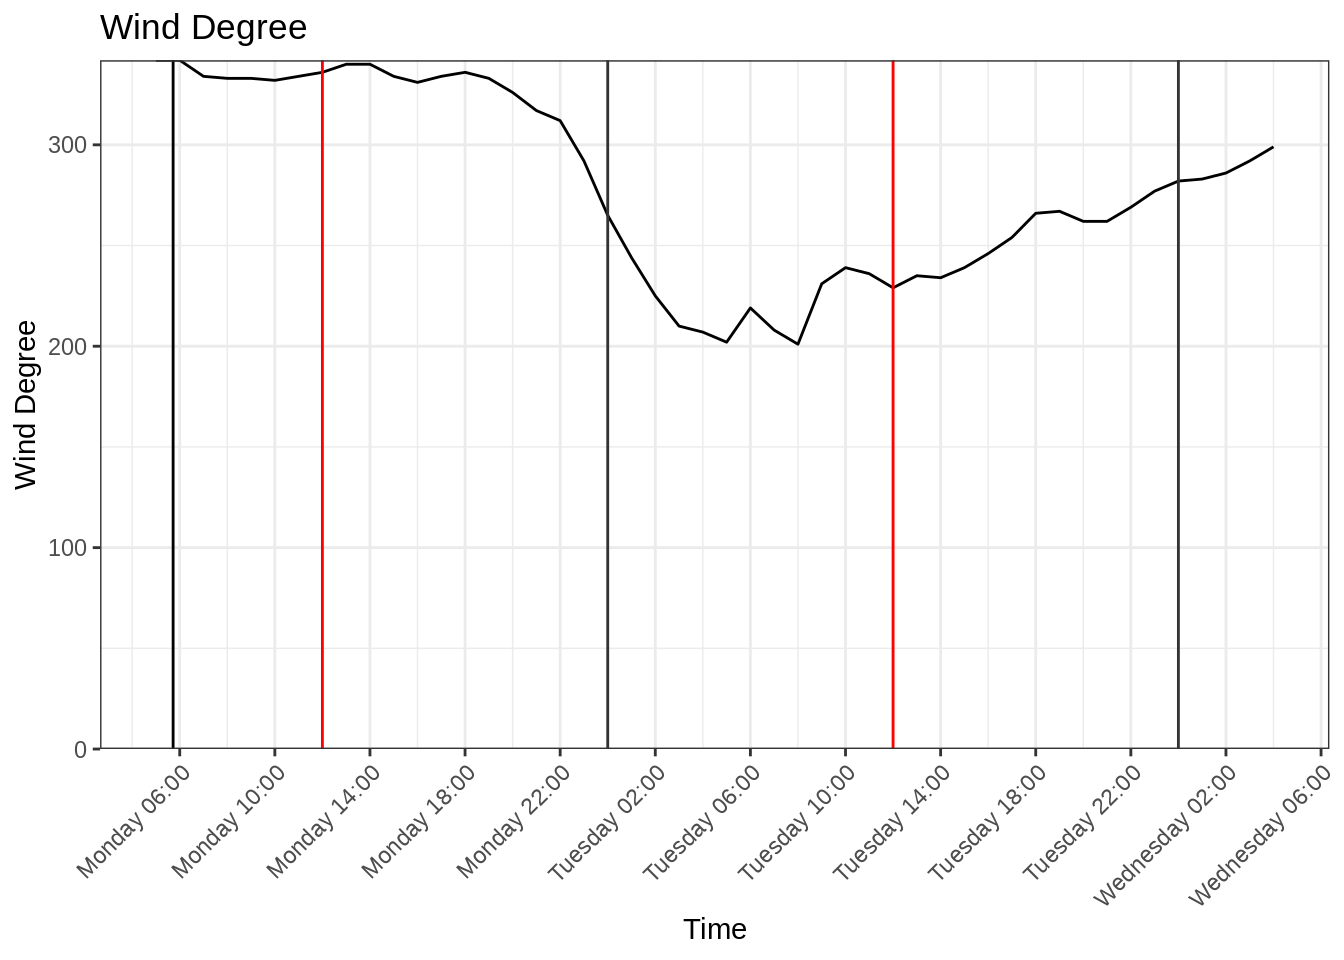 Wind Degree
Wind Degree
300
200
100
0
Monday 06:00
Monday 10:00
Monday 14:00
Monday 18:00
Monday 22:00
Tuesday 02:00
Tuesday 06:00
Tuesday 10:00
Tuesday 14:00
Tuesday 18:00
Tuesday 22:00
Wednesday 02:00
Wednesday 06:00
Time